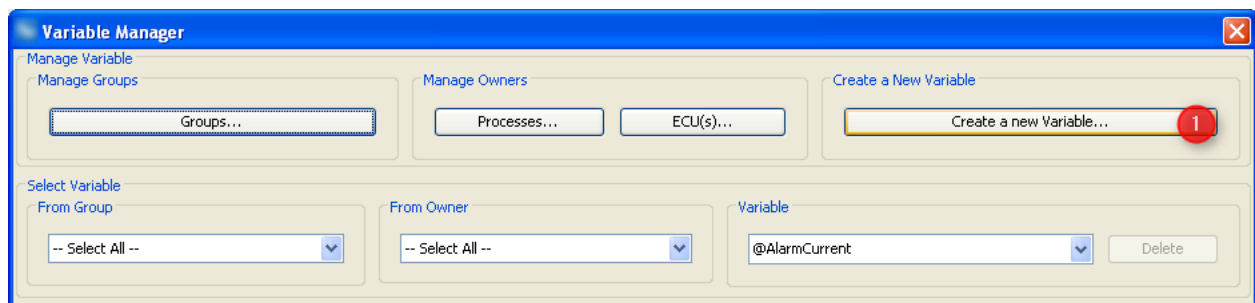 Variable Manager
Manage Variable
Manage Groups
Manage Owners
Create a New Variable
Groups...
Processes...
ECU(s)...
Create a new Variable...
1
Select Variable
From Group
From Owner
Variable
-- Select All --
-- Select All --
@AlarmCurrent
Delete